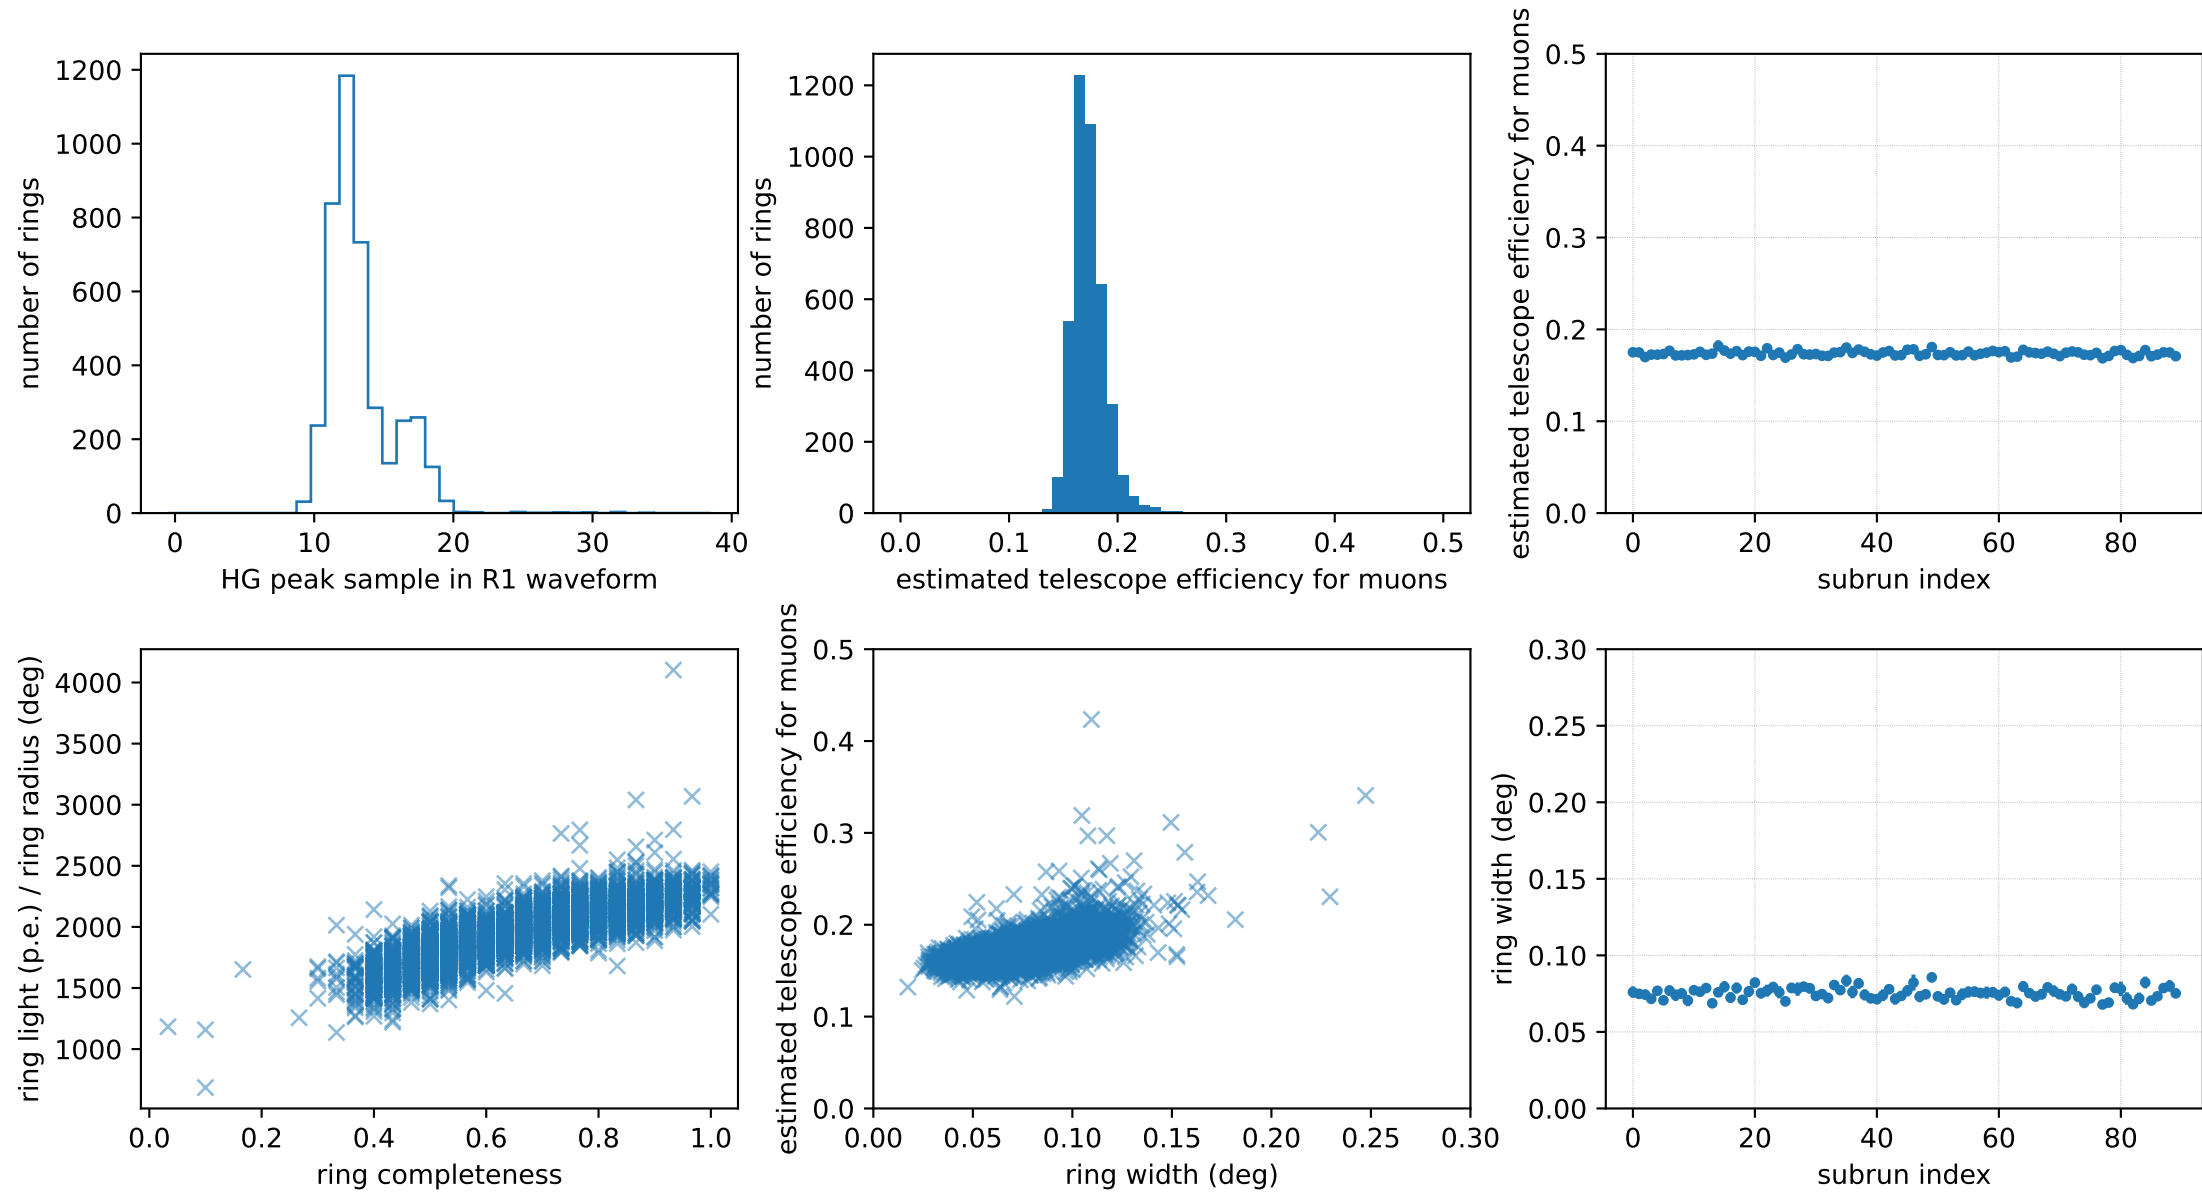 1200
1000
800
600
400
200
0
number of rings
0 10 20 30 40
HG peak sample in R1 waveform
1200
1000
800
600
400
200
0
number of rings
0.0 0.1 0.2 0.3 0.4 0.5
estimated telescope efficiency for muons
0.5
0.4
0.3
0.2
0.1
0.0
estimated telescope efficiency for muons
0 20 40 60 80
subrun index
4000
3500
3000
2500
2000
1500
1000
ring light (p.e.) / ring radius (deg)
0.0 0.2 0.4 0.6 0.8 1.0
ring completeness
0.5
0.4
0.3
0.2
0.1
0.0
estimated telescope efficiency for muons
0.00 0.05 0.10 0.15 0.20 0.25 0.30
ring width (deg)
0.30
0.25
0.20
0.15
0.10
0.05
0.00
ring width (deg)
0 20 40 60 80
subrun index